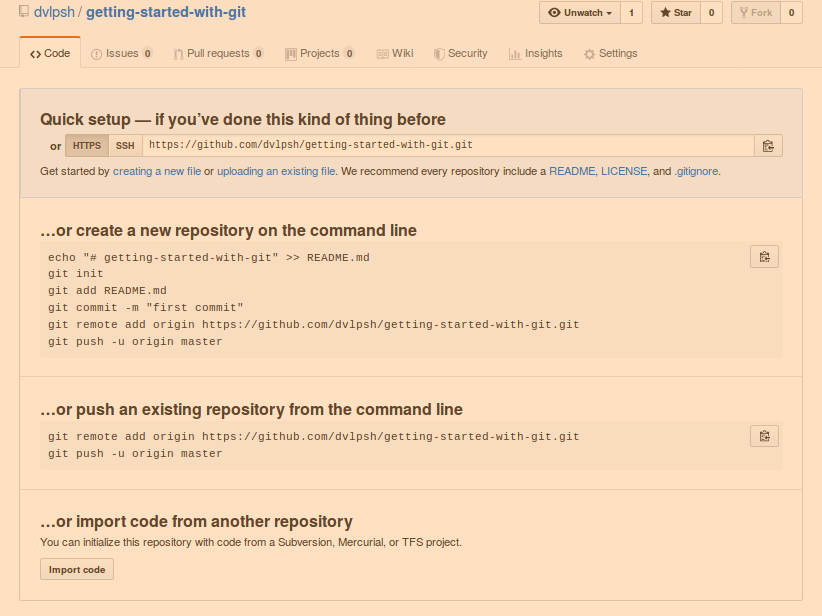 dvlpsh / getting-started-with-git
Unwatch 1 Star 0 Fork 0
Code Issues 0 Pull requests 0 Projects 0 Wiki Security Insights Settings
Quick setup — if you’ve done this kind of thing before
or HTTPS SSH https://github.com/dvlpsh/getting-started-with-git.git
Get started by creating a new file or uploading an existing file. We recommend every repository include a README, LICENSE, and .gitignore.
…or create a new repository on the command line
echo "# getting-started-with-git" >> README.md
git init
git add README.md
git commit -m "first commit"
git remote add origin https://github.com/dvlpsh/getting-started-with-git.git
git push -u origin master
…or push an existing repository from the command line
git remote add origin https://github.com/dvlpsh/getting-started-with-git.git
git push -u origin master
…or import code from another repository
You can initialize this repository with code from a Subversion, Mercurial, or TFS project.
Import code